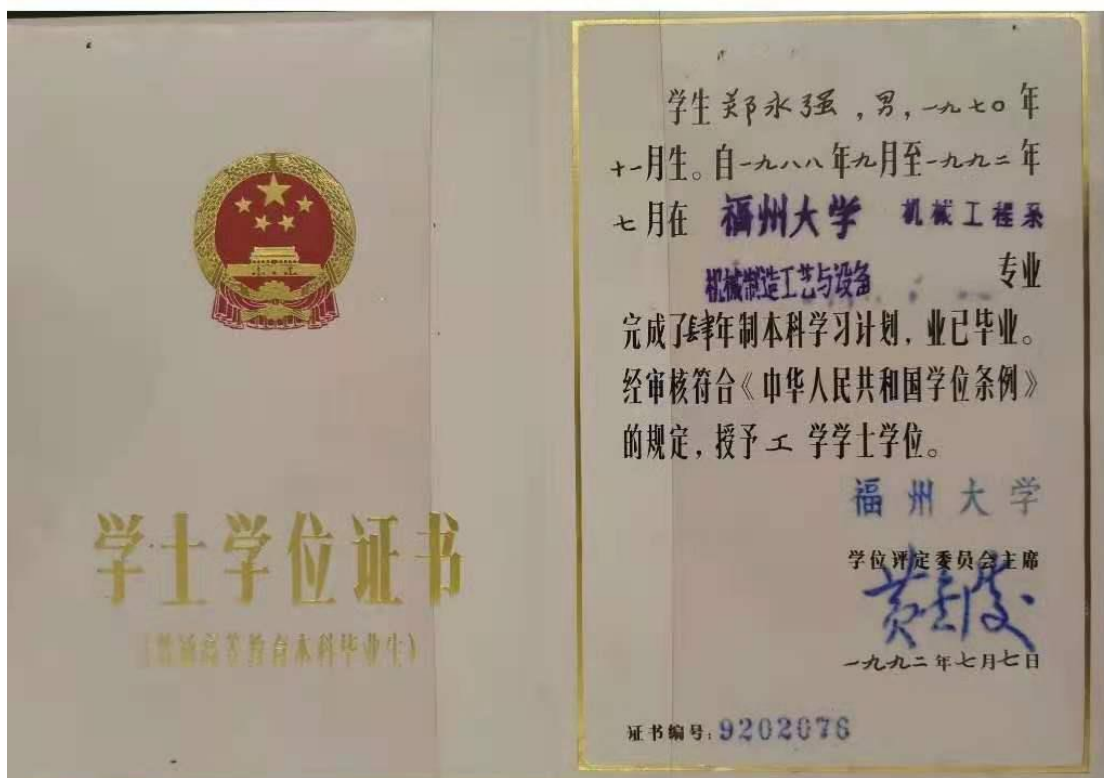 学士学位证书
（普通高等教育本科毕业生）
学生郑永强，男，一九七〇年
十一月生。自一九八八年九月至一九九二年
七月在 福州大学 机械工程系
机械制造工艺与设备 专业
完成了肆年制本科学习计划，业已毕业。
经审核符合《中华人民共和国学位条例》
的规定，授予工学学士学位。
福州大学
学位评定委员会主席
一九九二年七月七日
证书编号：9202076